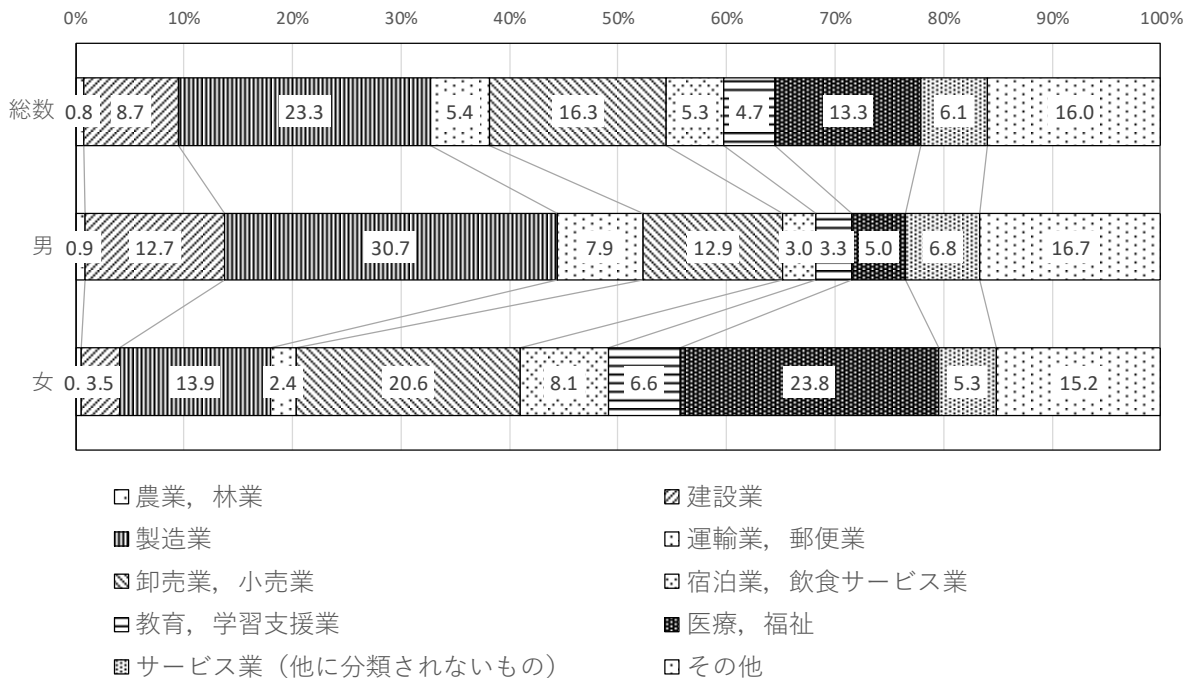 0% 10% 20% 30% 40% 50% 60% 70% 80% 90% 100%
総数 0.8 8.7 23.3 5.4 16.3 5.3 4.7 13.3 6.1 16.0
男 0.9 12.7 30.7 7.9 12.9 3.0 3.3 5.0 6.8 16.7
女 0. 3.5 13.9 2.4 20.6 8.1 6.6 23.8 5.3 15.2
農業，林業 建設業
製造業 運輸業，郵便業
卸売業，小売業 宿泊業，飲食サービス業
教育，学習支援業 医療，福祉
サービス業（他に分類されないもの） その他